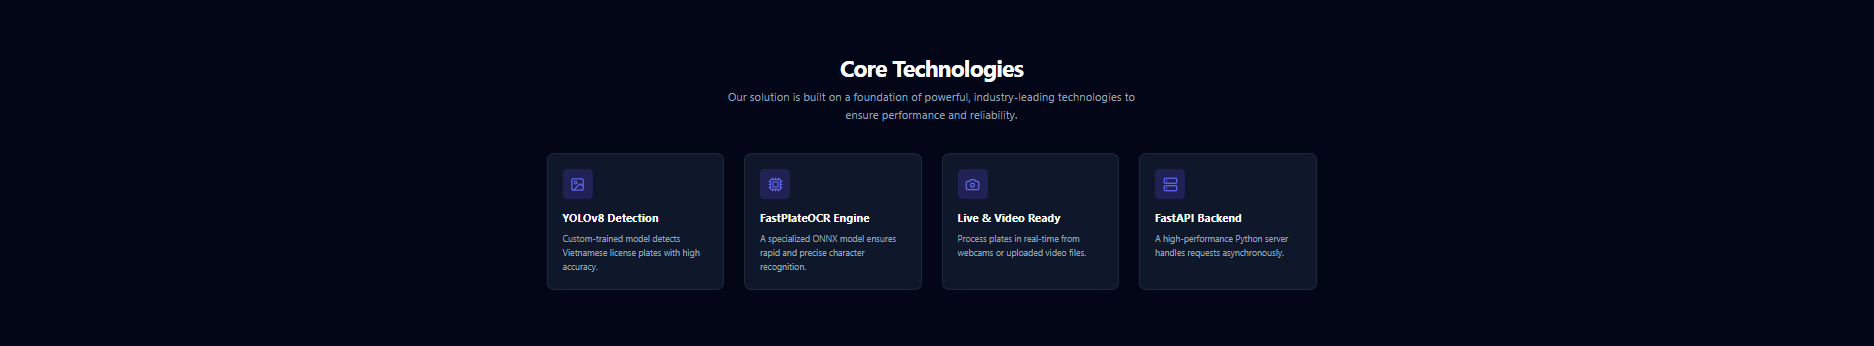 Core Technologies
Our solution is built on a foundation of powerful, industry-leading technologies to
ensure performance and reliability.
YOLOv8 Detection
Custom-trained model detects
Vietnamese license plates with high
accuracy.
FastPlateOCR Engine
A specialized ONNX model ensures
rapid and precise character
recognition.
Live & Video Ready
Process plates in real-time from
webcams or uploaded video files.
FastAPI Backend
A high-performance Python server
handles requests asynchronously.